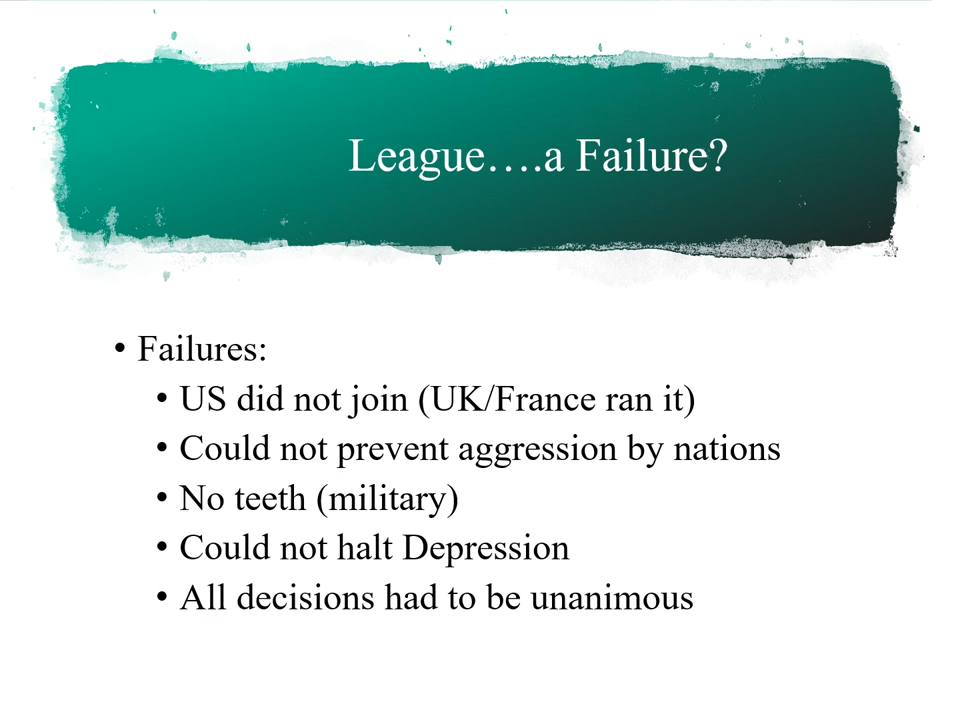 League….a Failure?
• Failures:
• US did not join (UK/France ran it)
• Could not prevent aggression by nations
• No teeth (military)
• Could not halt Depression
• All decisions had to be unanimous